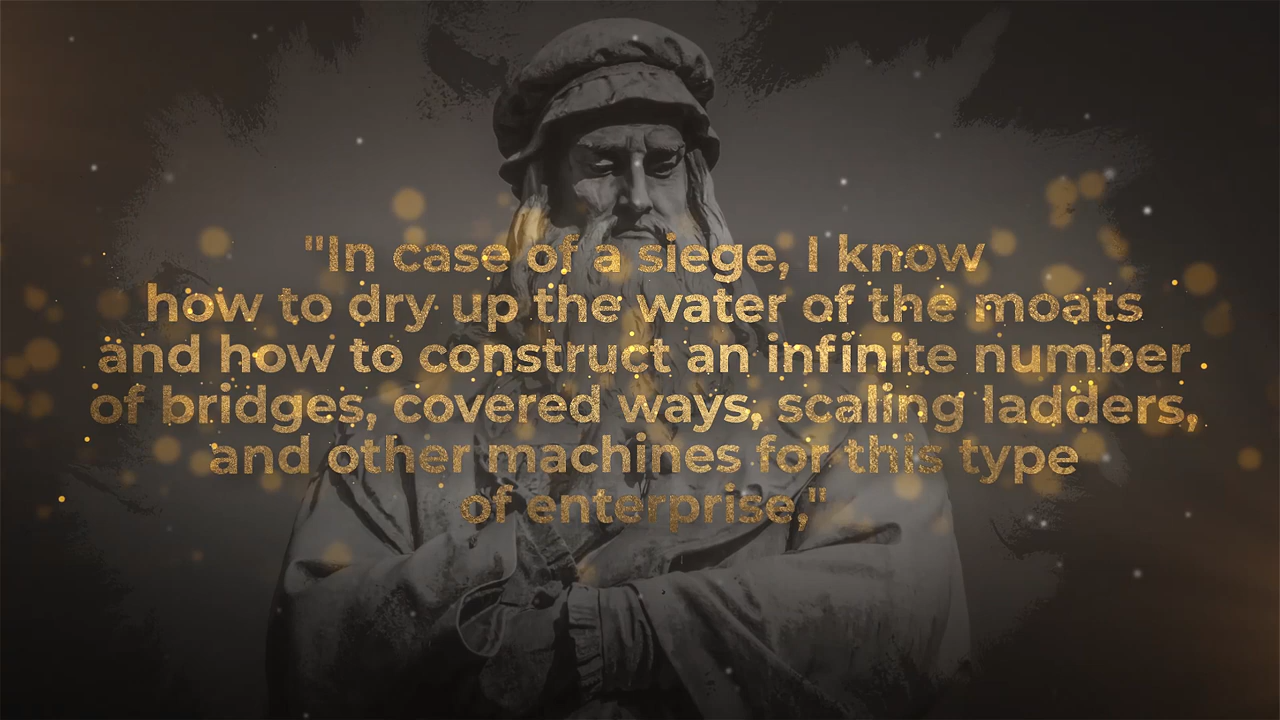 "In case of a siege, I know
how to dry up the water of the moats
and how to construct an infinite number
of bridges, covered ways, scaling ladders,
and other machines for this type
of enterprise,"